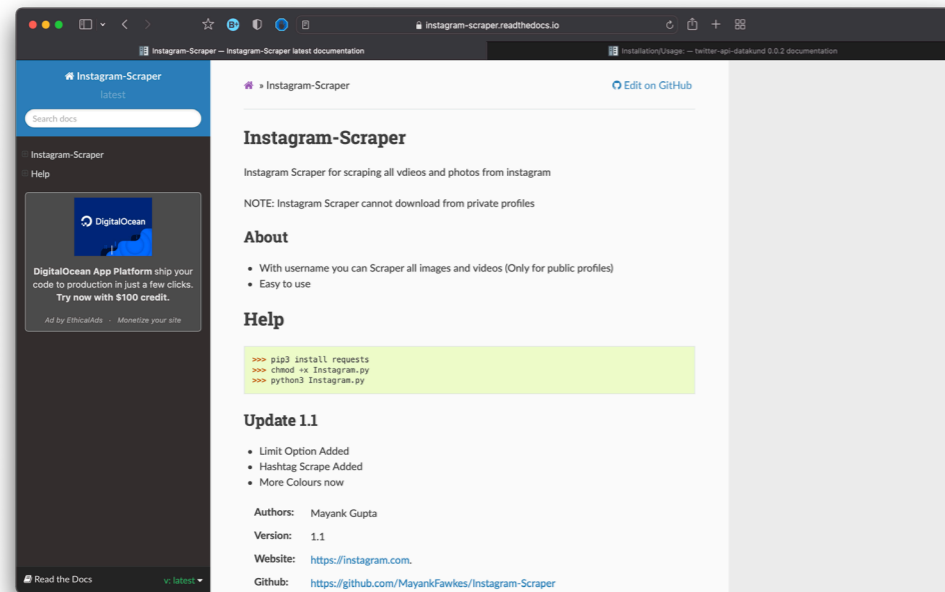 instagram-scraper.readthedocs.io
Instagram-Scraper — Instagram-Scraper latest documentation
Installation/Usage: — twitter-api-datakund 0.0.2 documentation
Instagram-Scraper
latest
Search docs
Instagram-Scraper
Help
DigitalOcean
DigitalOcean App Platform ship your
code to production in just a few clicks.
Try now with $100 credit.
Ad by EthicalAds · Monetize your site
Read the Docs
v: latest
» Instagram-Scraper
Edit on GitHub
Instagram-Scraper
Instagram Scraper for scraping all vdieos and photos from instagram
NOTE: Instagram Scraper cannot download from private profiles
About
• With username you can Scraper all images and videos (Only for public profiles)
• Easy to use
Help
>>> pip3 install requests
>>> chmod +x Instagram.py
>>> python3 Instagram.py
Update 1.1
• Limit Option Added
• Hashtag Scrape Added
• More Colours now
Authors: Mayank Gupta
Version: 1.1
Website: https://instagram.com.
Github: https://github.com/MayankFawkes/Instagram-Scraper